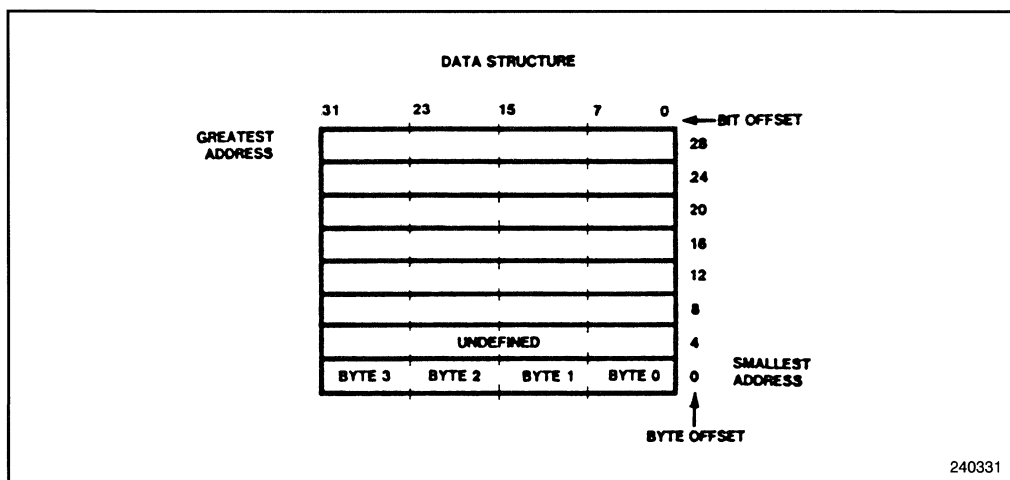 DATA STRUCTURE
31 23 15 7 0
BIT OFFSET
GREATEST
ADDRESS
28
24
20
16
12
8
UNDEFINED 4
BYTE 3 BYTE 2 BYTE 1 BYTE 0 0
SMALLEST
ADDRESS
BYTE OFFSET
240331